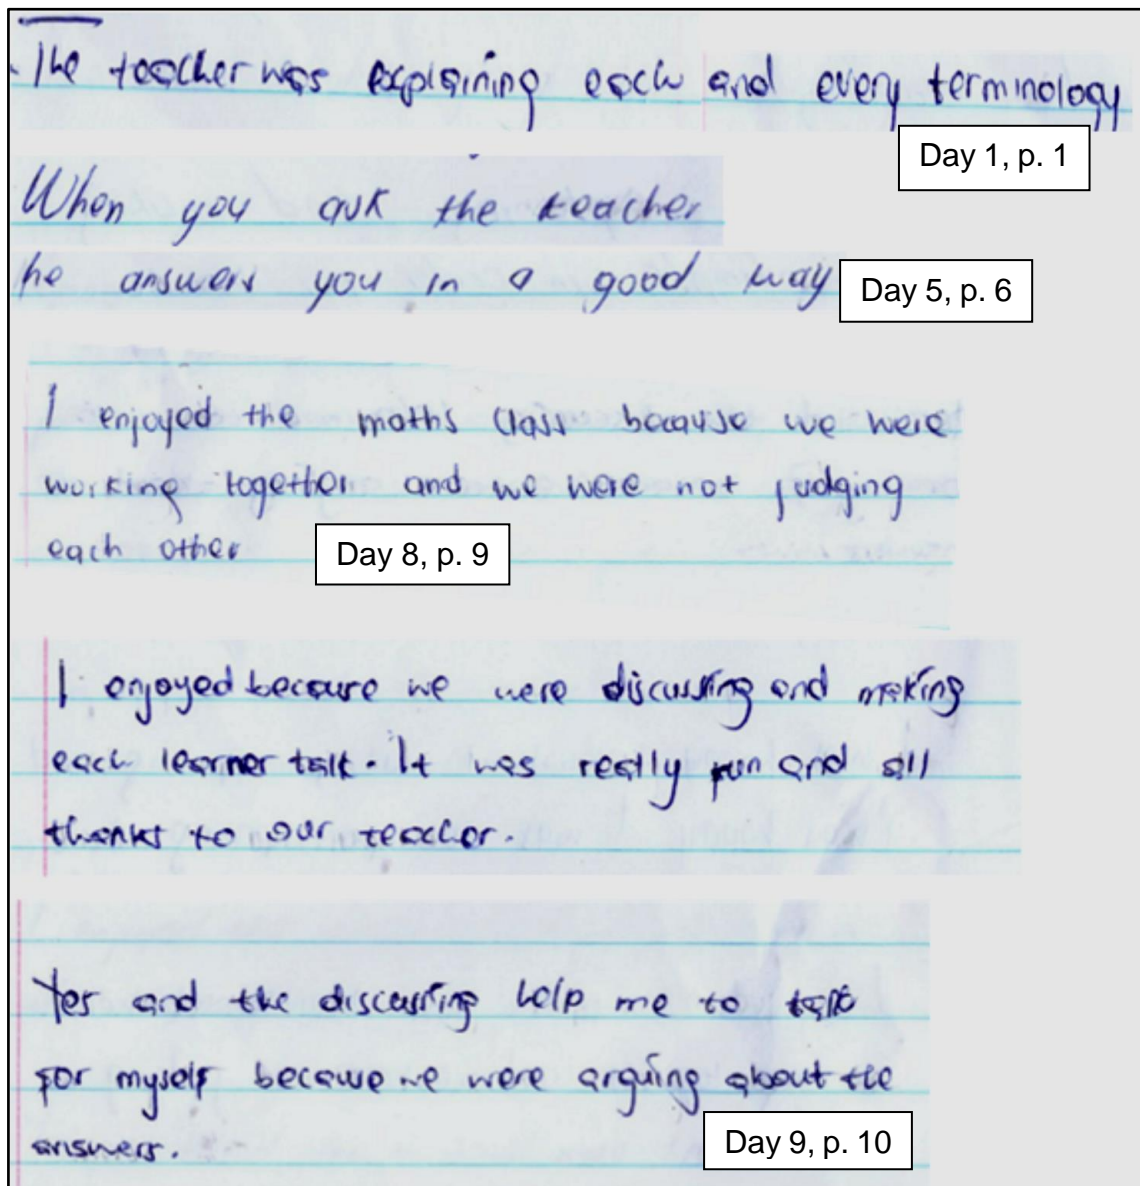 The teacher was explaining each and every terminology
Day 1, p. 1
When you ask the teacher
he answers you in a good way
Day 5, p. 6
I enjoyed the maths class because we were
working together and we were not judging
each other
Day 8, p. 9
I enjoyed because we were discussing and making
each learner talk. It was really fun and all
thanks to our teacher.
Yes and the discussing help me to talk
for myself because we were arguing about the
answers.
Day 9, p. 10